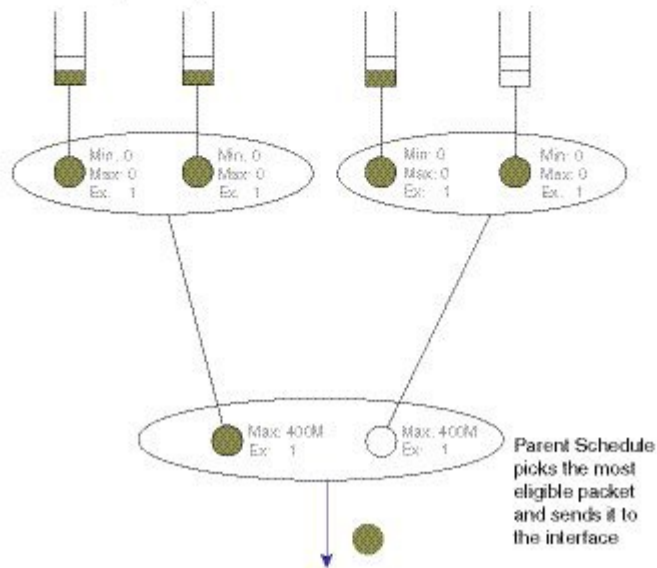 Min: 0
Max: 0
Ex: 1
Min: 0
Max: 0
Ex: 1
Min: 0
Max: 0
Ex: 1
Min: 0
Max: 0
Ex: 1
Max: 400M
Ex: 1
Max: 400M
Ex: 1
Parent Schedule
picks the most
eligible packet
and sends it to
the interface